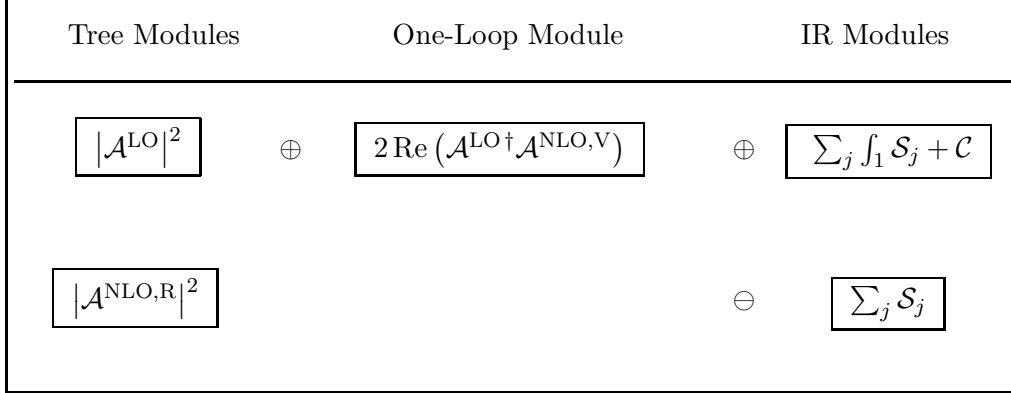 Tree Modules One-Loop Module IR Modules
|𝒜^LO|^2 ⊕ 2 Re (𝒜^LO † 𝒜^NLO,V) ⊕ ∑_j ∫_1 𝒮_j + 𝒞
|𝒜^NLO,R|^2 ⊖ ∑_j 𝒮_j